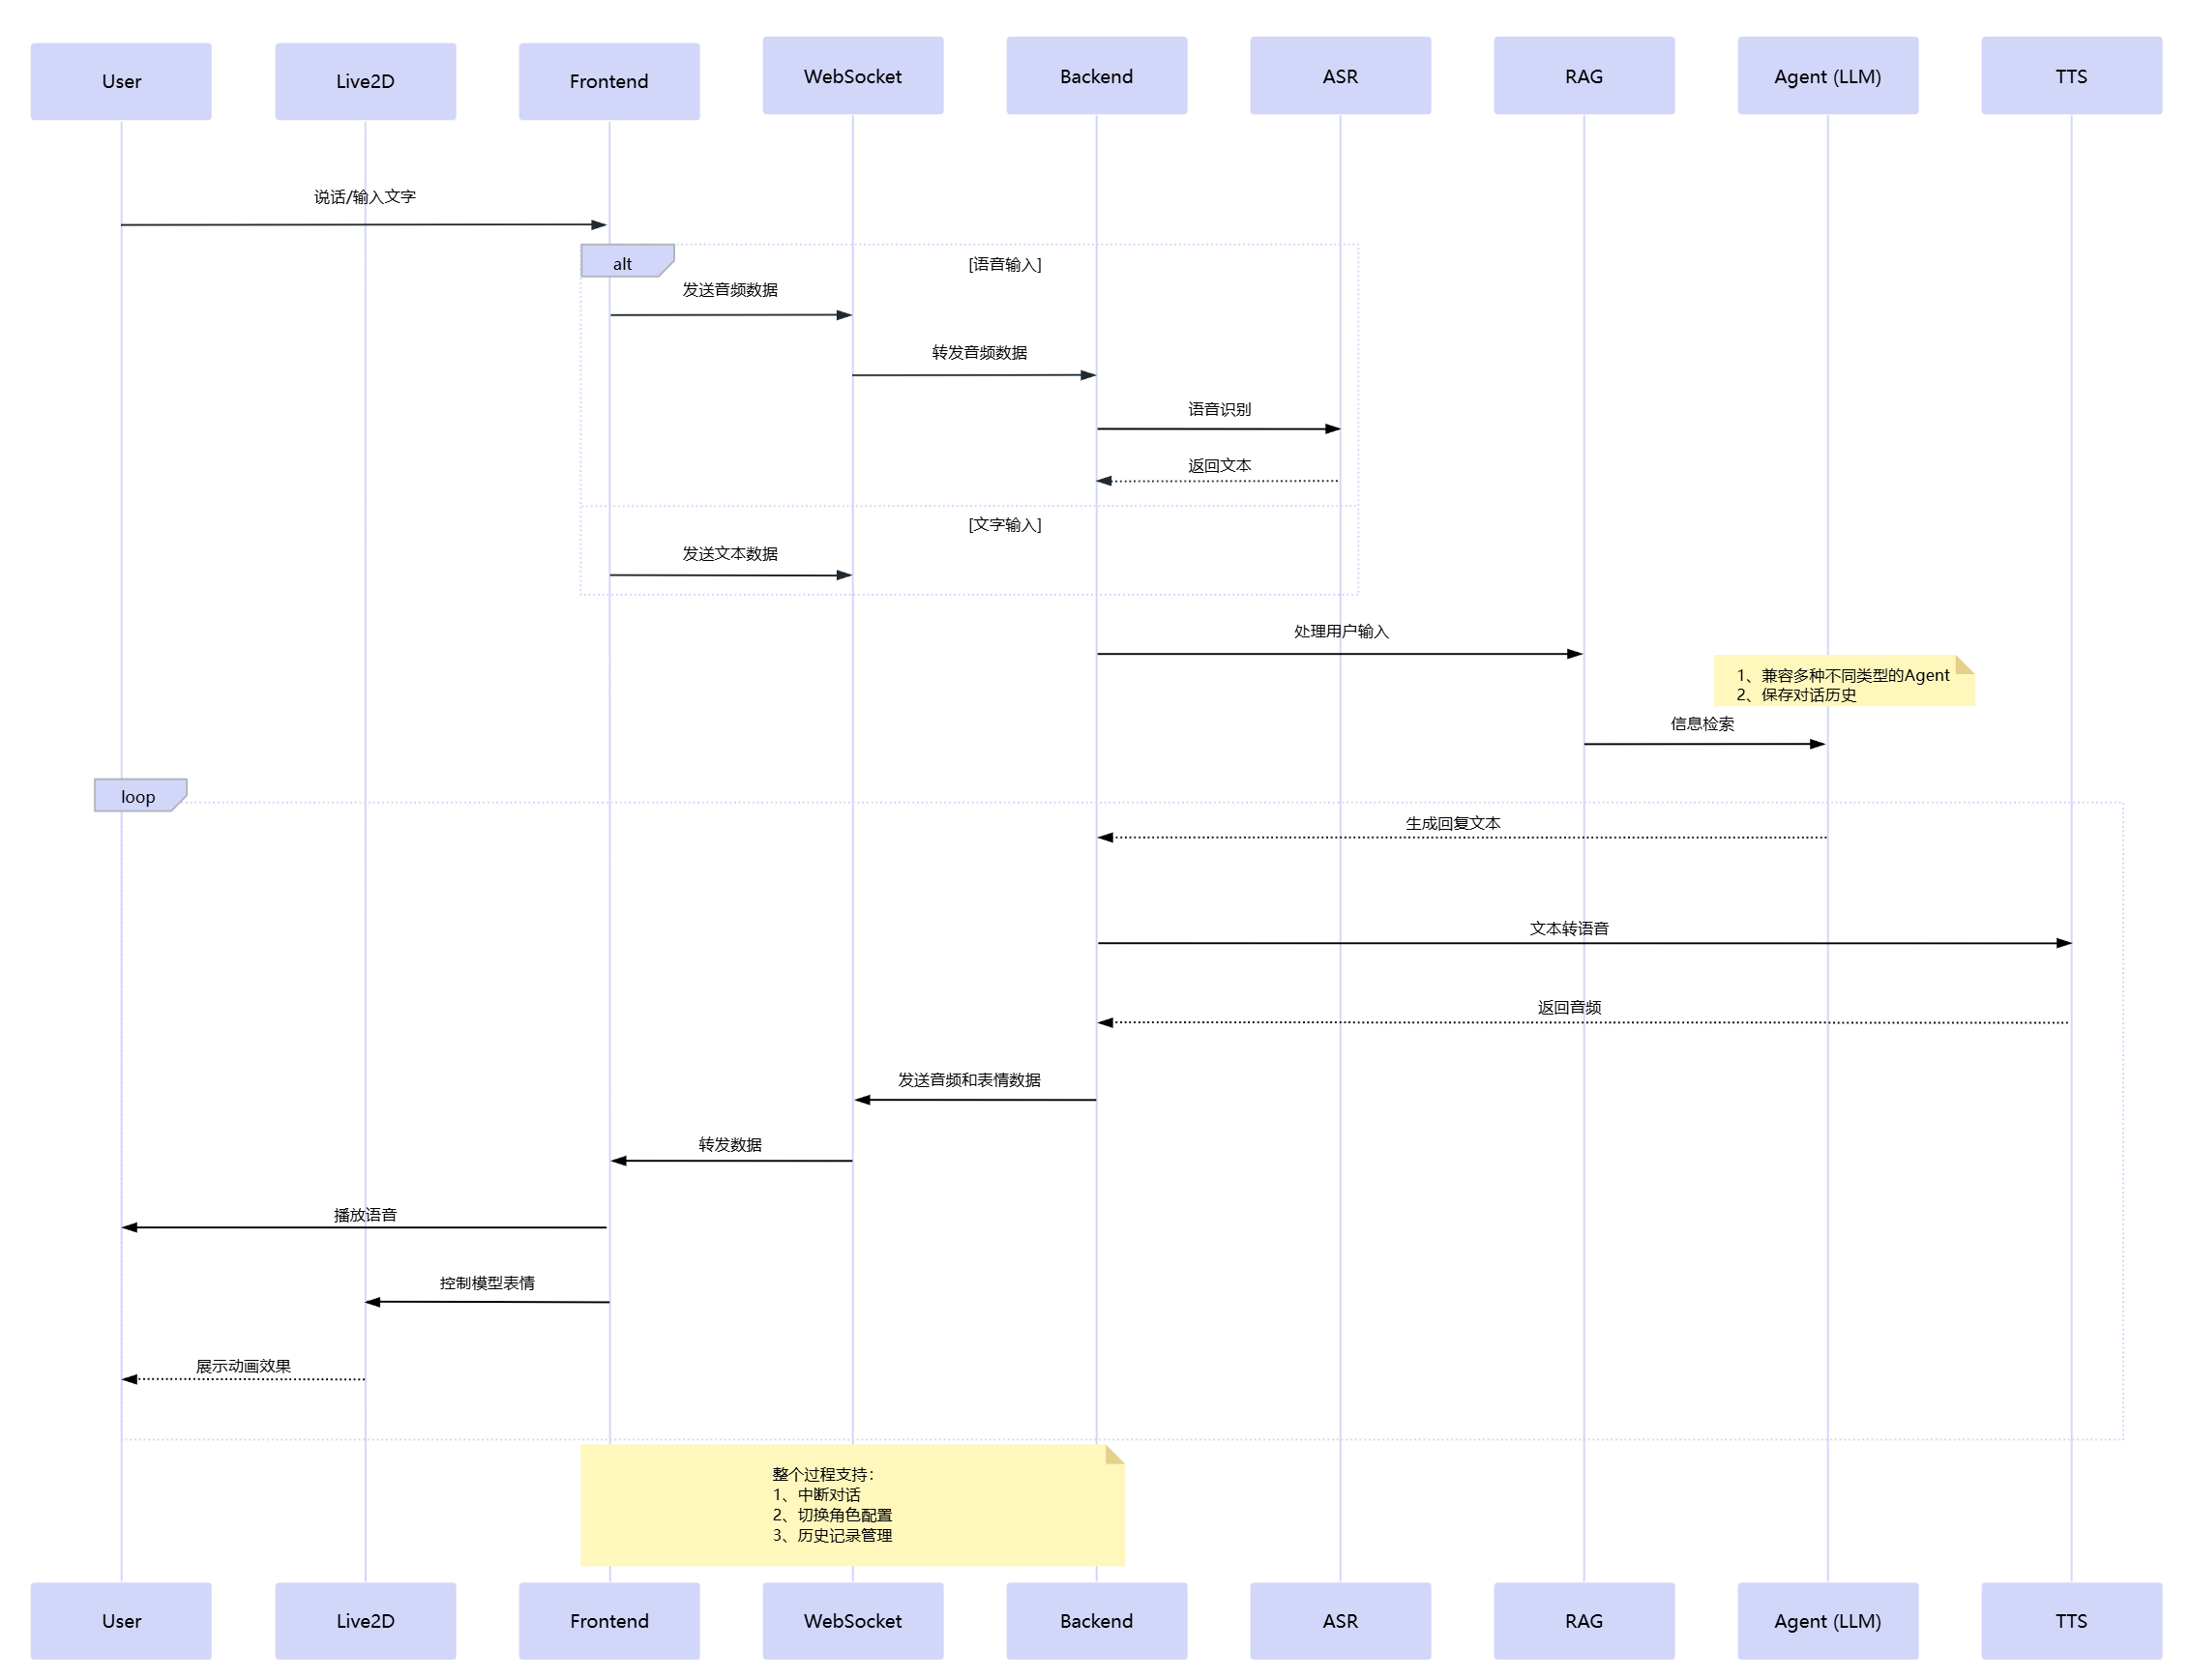 User
Live2D
Frontend
WebSocket
Backend
ASR
RAG
Agent (LLM)
TTS
说话/输入文字
alt
[语音输入]
发送音频数据
转发音频数据
语音识别
返回文本
[文字输入]
发送文本数据
处理用户输入
1、兼容多种不同类型的Agent
2、保存对话历史
信息检索
loop
生成回复文本
文本转语音
返回音频
发送音频和表情数据
转发数据
播放语音
控制模型表情
展示动画效果
整个过程支持：
1、中断对话
2、切换角色配置
3、历史记录管理
User
Live2D
Frontend
WebSocket
Backend
ASR
RAG
Agent (LLM)
TTS